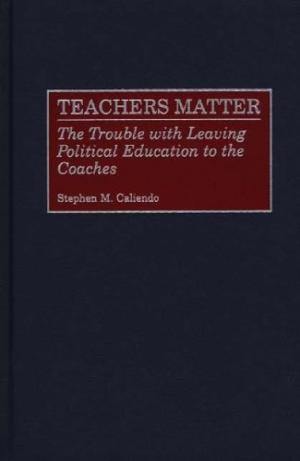 TEACHERS MATTER
The Trouble with Leaving
Political Education to the
Coaches
Stephen M. Caliendo